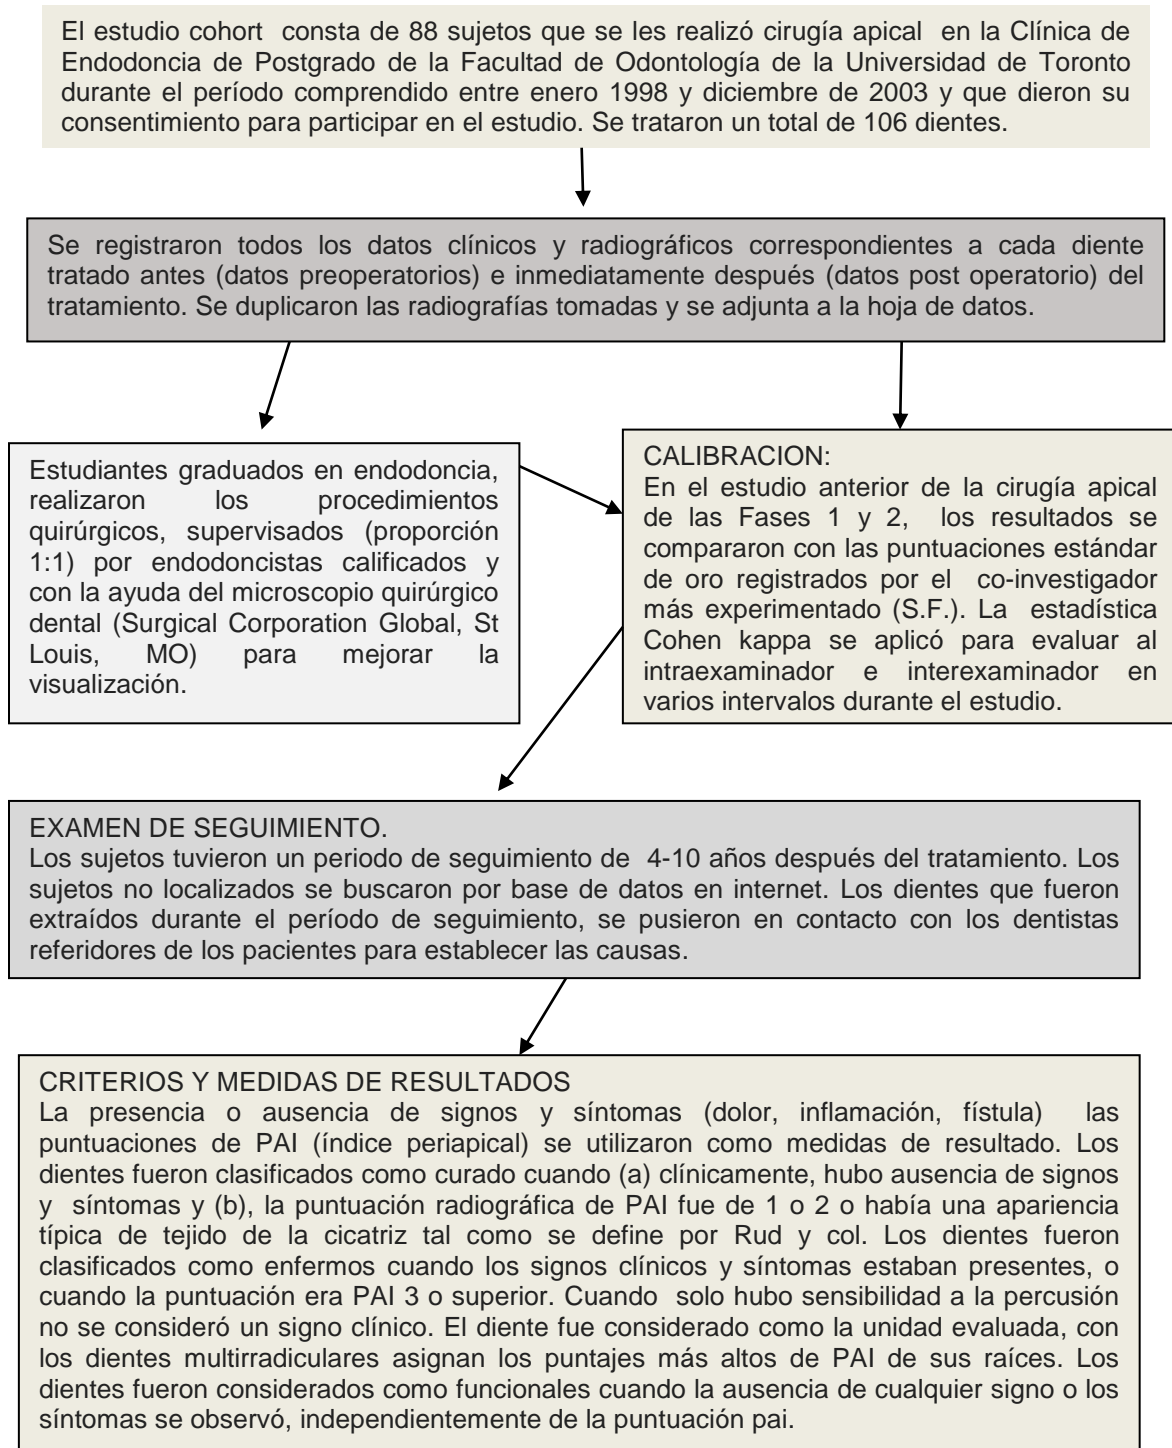 El estudio cohort consta de 88 sujetos que se les realizó cirugía apical en la Clínica de
Endodoncia de Postgrado de la Facultad de Odontología de la Universidad de Toronto
durante el período comprendido entre enero 1998 y diciembre de 2003 y que dieron su
consentimiento para participar en el estudio. Se trataron un total de 106 dientes.
Se registraron todos los datos clínicos y radiográficos correspondientes a cada diente
tratado antes (datos preoperatorios) e inmediatamente después (datos post operatorio) del
tratamiento. Se duplicaron las radiografías tomadas y se adjunta a la hoja de datos.
Estudiantes graduados en endodoncia,
realizaron los procedimientos
quirúrgicos, supervisados (proporción
1:1) por endodoncistas calificados y
con la ayuda del microscopio quirúrgico
dental (Surgical Corporation Global, St
Louis, MO) para mejorar la
visualización.
CALIBRACION:
En el estudio anterior de la cirugía apical
de las Fases 1 y 2, los resultados se
compararon con las puntuaciones estándar
de oro registrados por el co-investigador
más experimentado (S.F.). La estadística
Cohen kappa se aplicó para evaluar al
intraexaminador e interexaminador en
varios intervalos durante el estudio.
EXAMEN DE SEGUIMIENTO.
Los sujetos tuvieron un periodo de seguimiento de 4-10 años después del tratamiento. Los
sujetos no localizados se buscaron por base de datos en internet. Los dientes que fueron
extraídos durante el período de seguimiento, se pusieron en contacto con los dentistas
referidores de los pacientes para establecer las causas.
CRITERIOS Y MEDIDAS DE RESULTADOS
La presencia o ausencia de signos y síntomas (dolor, inflamación, fístula) las
puntuaciones de PAI (índice periapical) se utilizaron como medidas de resultado. Los
dientes fueron clasificados como curado cuando (a) clínicamente, hubo ausencia de signos
y síntomas y (b), la puntuación radiográfica de PAI fue de 1 o 2 o había una apariencia
típica de tejido de la cicatriz tal como se define por Rud y col. Los dientes fueron
clasificados como enfermos cuando los signos clínicos y síntomas estaban presentes, o
cuando la puntuación era PAI 3 o superior. Cuando solo hubo sensibilidad a la percusión
no se consideró un signo clínico. El diente fue considerado como la unidad evaluada, con
los dientes multirradiculares asignan los puntajes más altos de PAI de sus raíces. Los
dientes fueron considerados como funcionales cuando la ausencia de cualquier signo o los
síntomas se observó, independientemente de la puntuación pai.